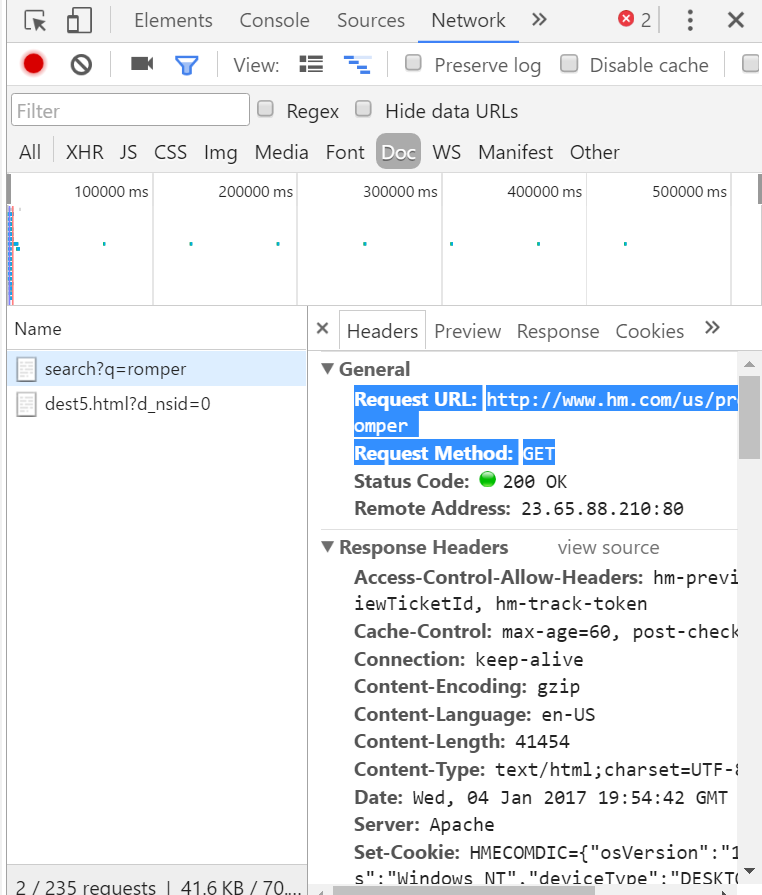 Elements Console Sources Network 2
View: Preserve log Disable cache
Filter Regex Hide data URLs
All XHR JS CSS Img Media Font Doc WS Manifest Other
100000 ms 200000 ms 300000 ms 400000 ms 500000 ms
Name
search?q=romper
dest5.html?d_nsid=0
2 / 235 requests | 41.6 KB / 70....
Headers Preview Response Cookies
General
Request URL: http://www.hm.com/us/pr
omper
Request Method: GET
Status Code: 200 OK
Remote Address: 23.65.88.210:80
Response Headers view source
Access-Control-Allow-Headers: hm-previ
iewTicketId, hm-track-token
Cache-Control: max-age=60, post-check
Connection: keep-alive
Content-Encoding: gzip
Content-Language: en-US
Content-Length: 41454
Content-Type: text/html;charset=UTF-8
Date: Wed, 04 Jan 2017 19:54:42 GMT
Server: Apache
Set-Cookie: HMECOMDIC={"osVersion":"1
s":"Windows NT","deviceType":"DESKTO